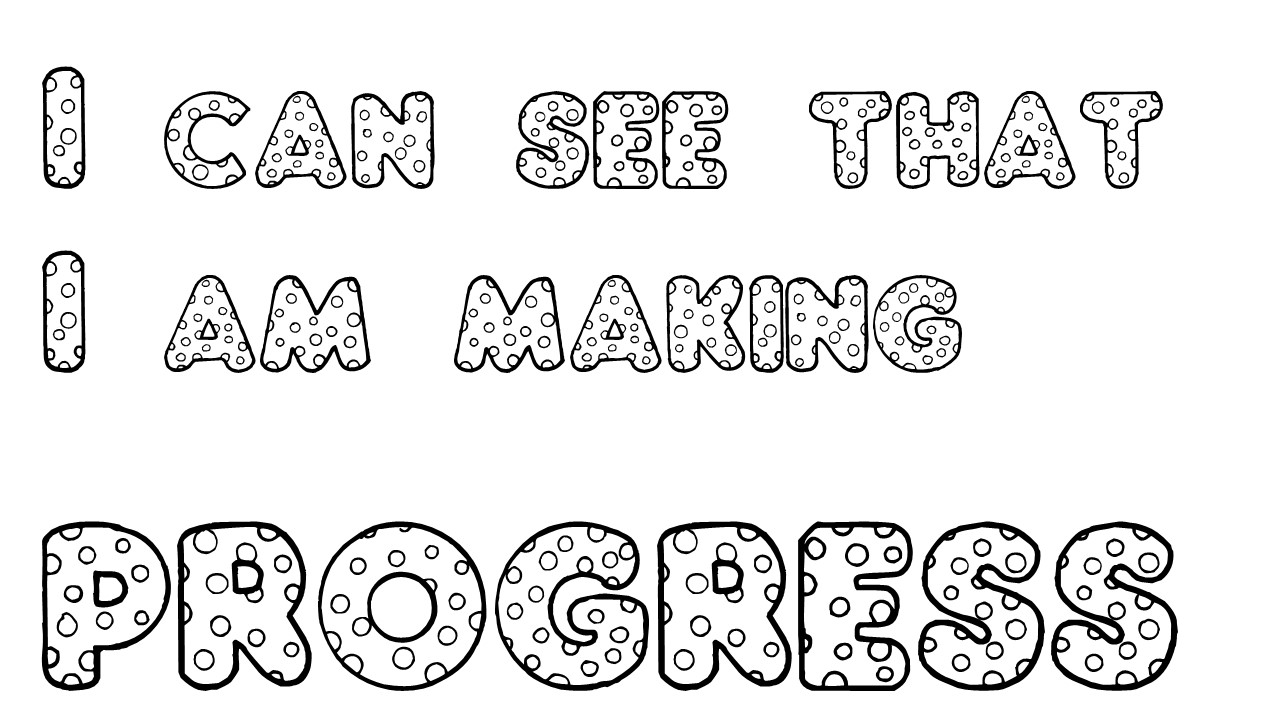 I CAN SEE THAT
I AM MAKING
PROGRESS